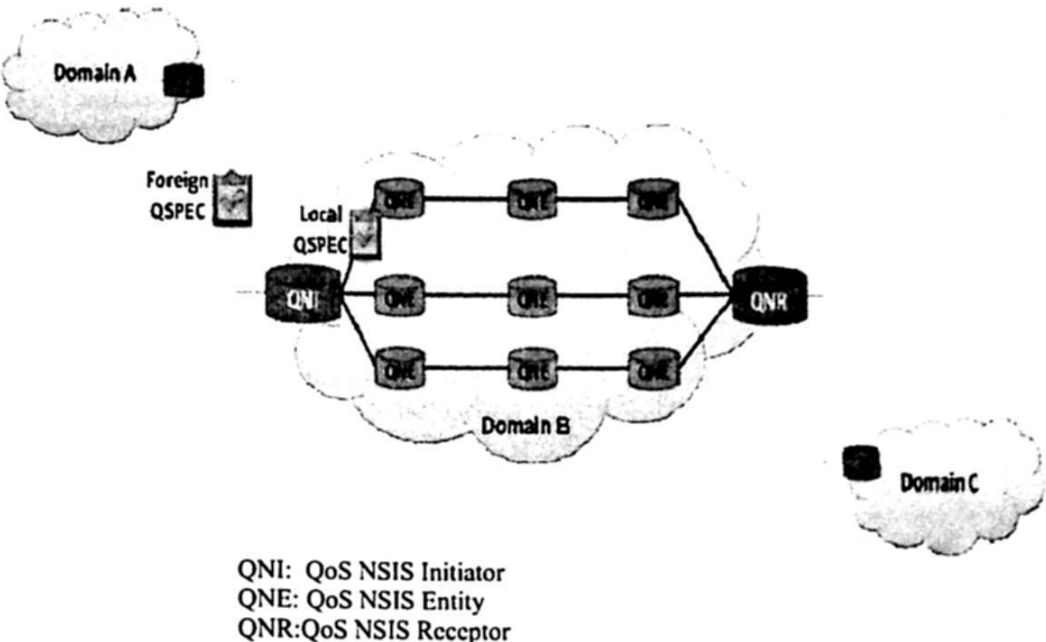 Domain A
Foreign
QSPEC
Local
QSPEC
QNE
QNE
QNE
QNI
QNE
QNE
QNE
QNR
QNE
QNE
QNE
Domain B
Domain C
QNI: QoS NSIS Initiator
QNE: QoS NSIS Entity
QNR:QoS NSIS Receptor